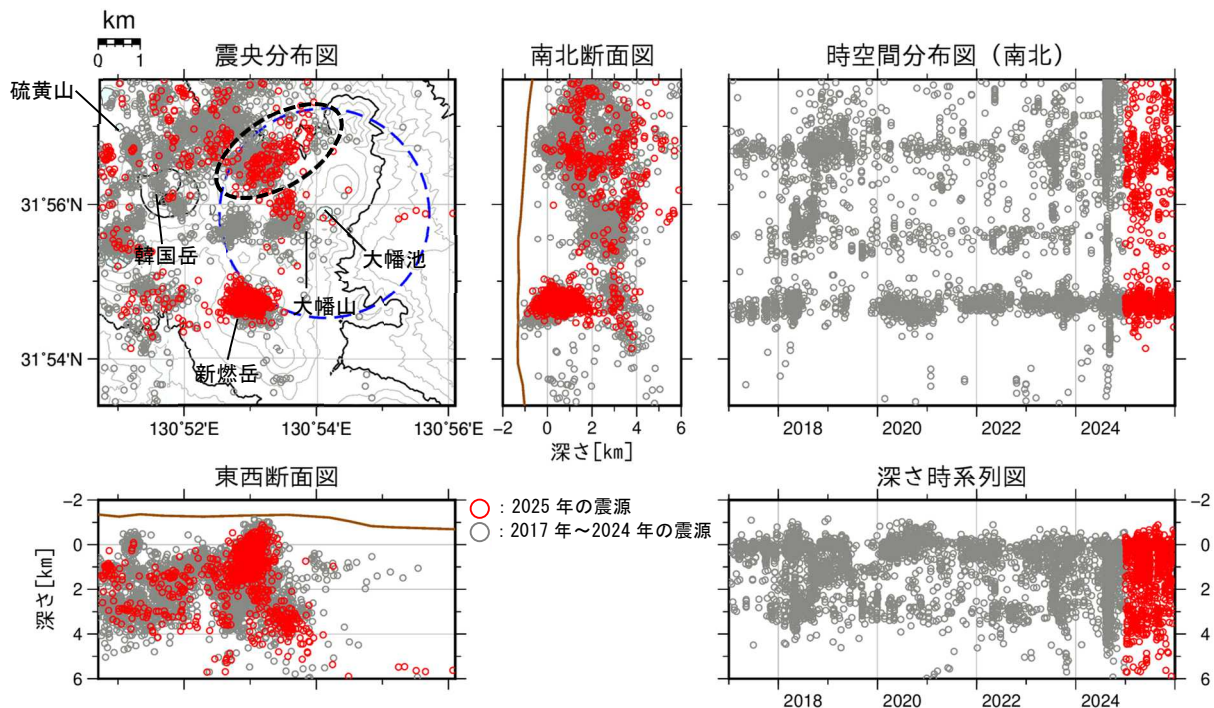 km
0 1
震央分布図
南北断面図
時空間分布図（南北）
硫黄山
31°56'N
韓国岳
大幡池
大幡山
31°54'N
新燃岳
130°52'E 130°54'E 130°56'E
-2 0 2 4 6
深さ[km]
2018 2020 2022 2024
東西断面図
深さ時系列図
-2
0
2
4
6
深さ[km]
：2025 年の震源
：2017 年～2024 年の震源
-2
0
2
4
6
2018 2020 2022 2024